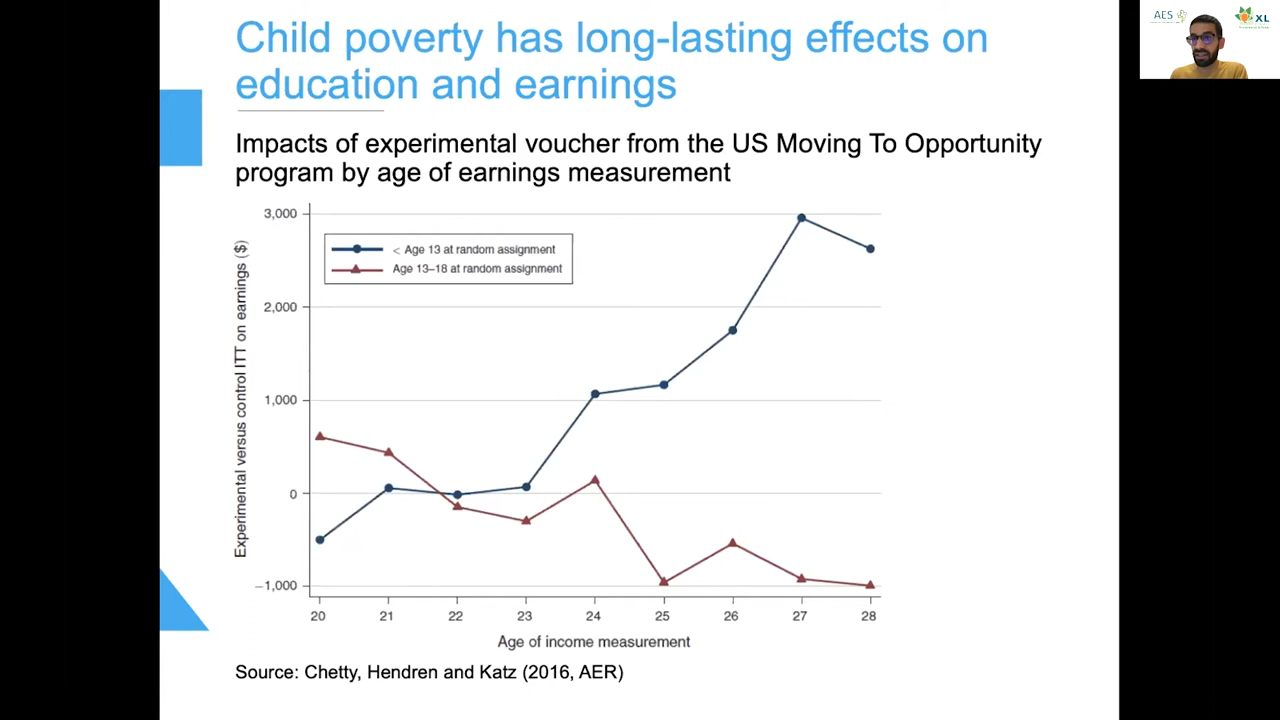 Child poverty has long-lasting effects on
education and earnings
AES
XL
Impacts of experimental voucher from the US Moving To Opportunity
program by age of earnings measurement
Experimental versus control ITT on earnings ($)
3,000
2,000
1,000
0
−1,000
< Age 13 at random assignment
Age 13–18 at random assignment
20 21 22 23 24 25 26 27 28
Age of income measurement
Source: Chetty, Hendren and Katz (2016, AER)